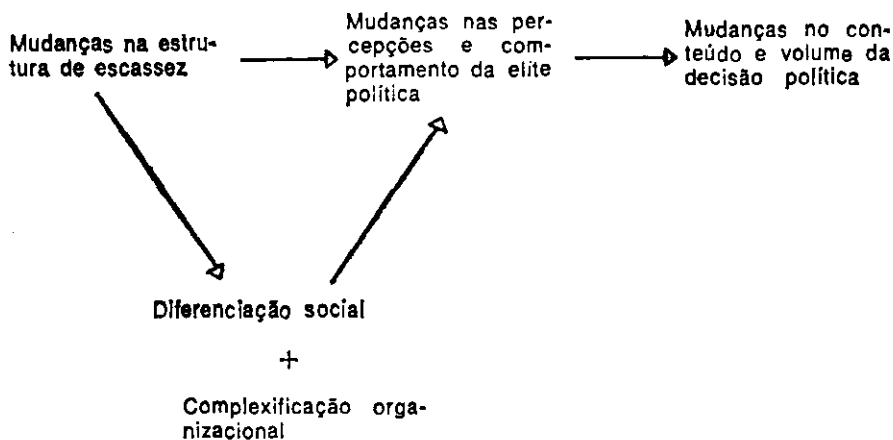 Mudanças na estru-
tura de escassez
Mudanças nas per-
cepções e com-
portamento da elite
política
Mudanças no con-
teúdo e volume da
decisão política
Diferenciação social
+
Complexificação orga-
nizacional